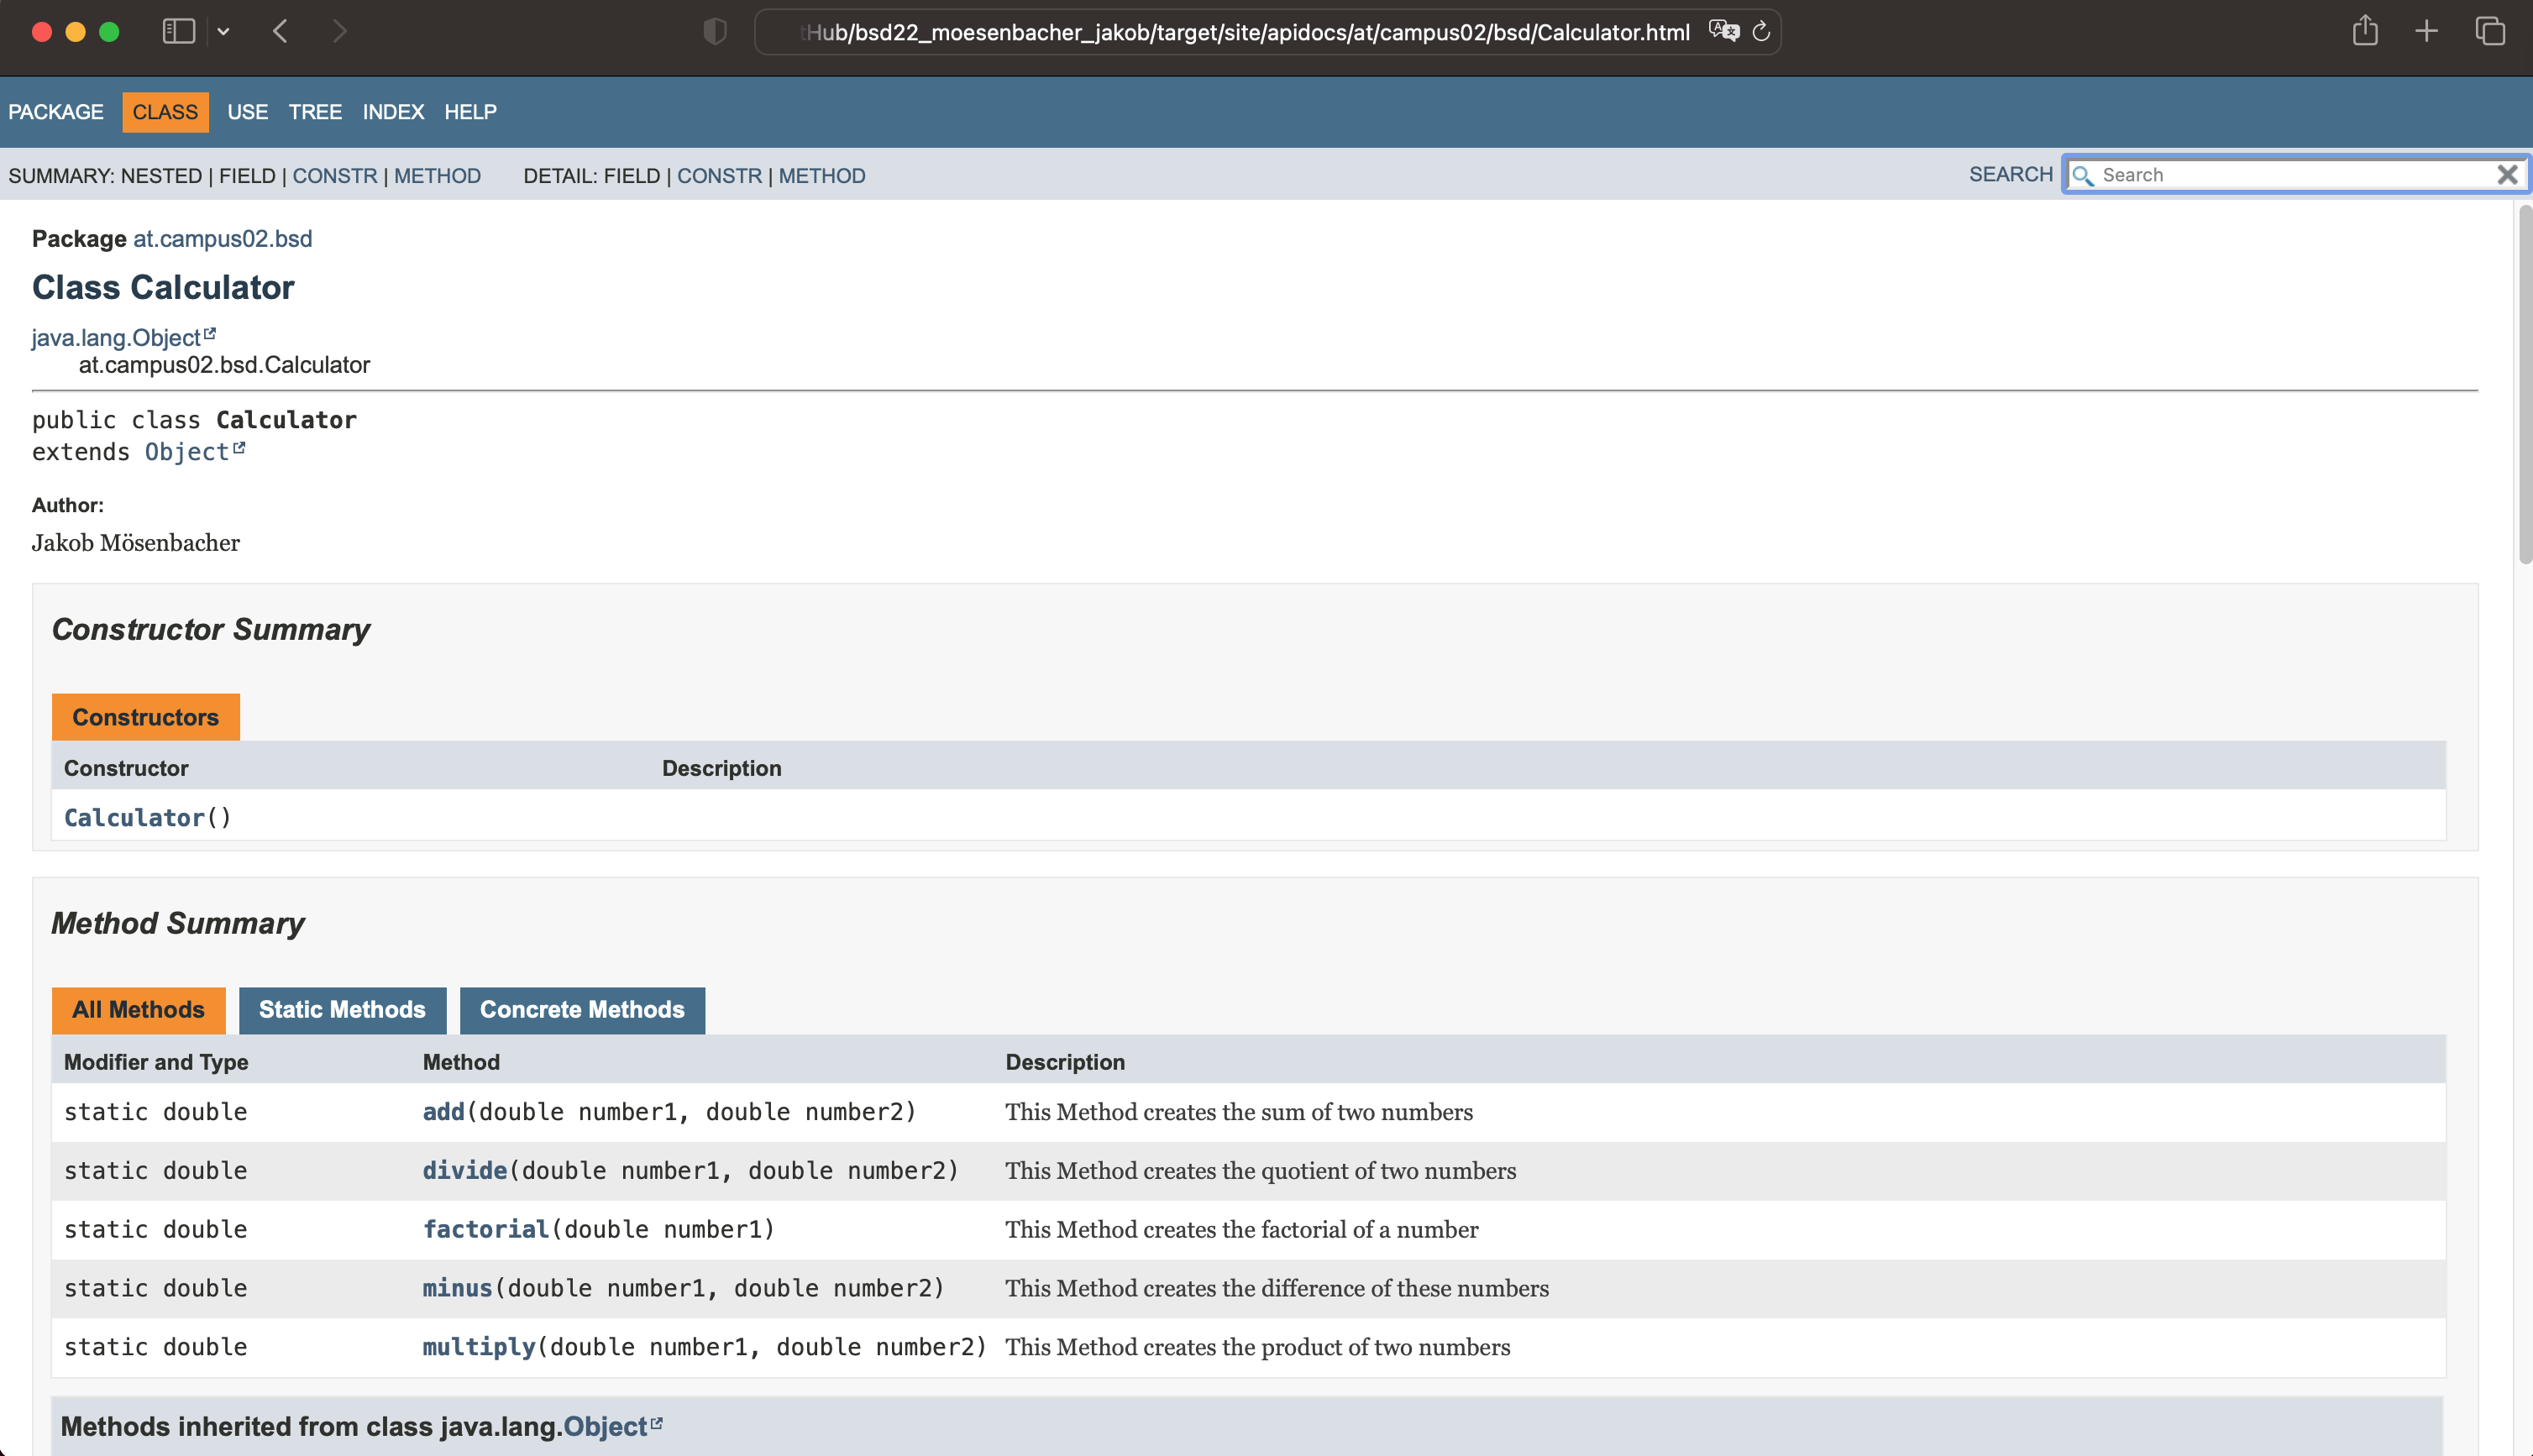 tHub/bsd22_moesenbacher_jakob/target/site/apidocs/at/campus02/bsd/Calculator.html
PACKAGE CLASS USE TREE INDEX HELP
SUMMARY: NESTED | FIELD | CONSTR | METHOD DETAIL: FIELD | CONSTR | METHOD SEARCH Search
Package at.campus02.bsd
Class Calculator
java.lang.Object
at.campus02.bsd.Calculator
public class Calculator
extends Object
Author:
Jakob Mösenbacher
Constructor Summary
Constructors
Constructor Description
Calculator()
Method Summary
All Methods Static Methods Concrete Methods
Modifier and Type Method Description
static double add(double number1, double number2) This Method creates the sum of two numbers
static double divide(double number1, double number2) This Method creates the quotient of two numbers
static double factorial(double number1) This Method creates the factorial of a number
static double minus(double number1, double number2) This Method creates the difference of these numbers
static double multiply(double number1, double number2) This Method creates the product of two numbers
Methods inherited from class java.lang.Object